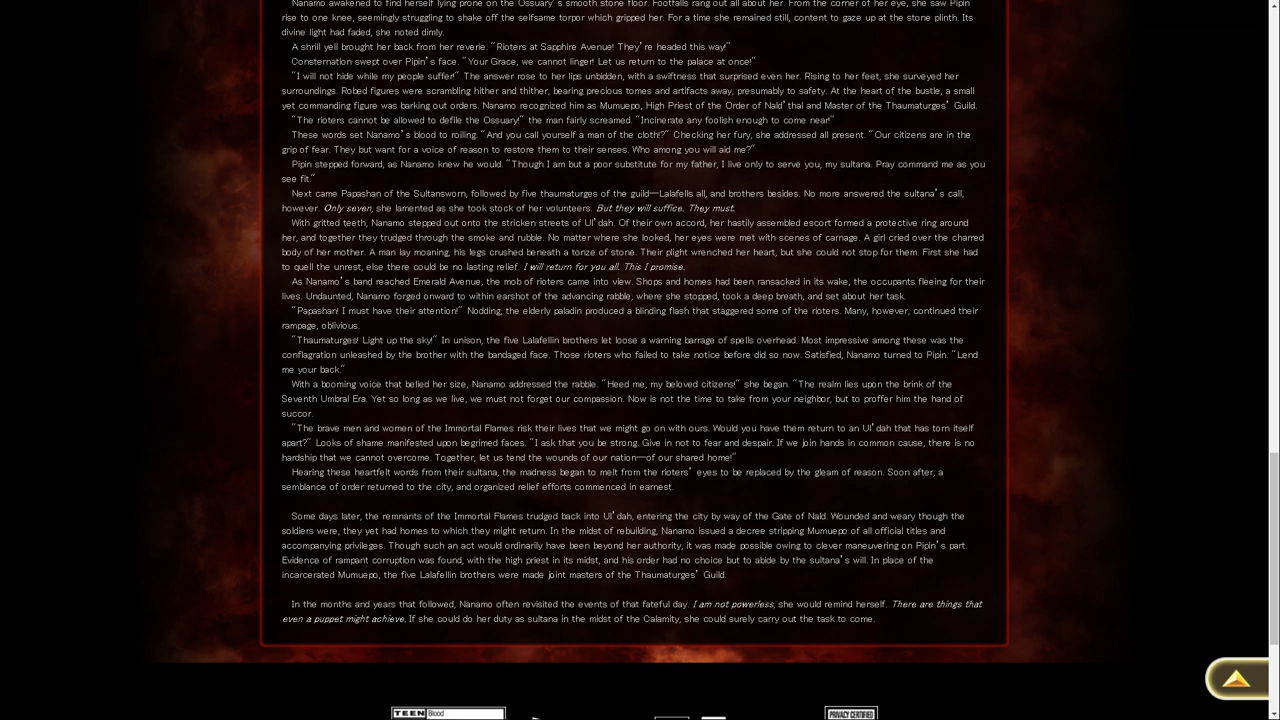 Nanamo awakened to find herself lying prone on the Ossuary's smooth stone floor. Footfalls rang out all about her. From the corner of her eye, she saw Pipin
rise to one knee, seemingly struggling to shake off the selfsame torpor which gripped her. For a time she remained still, content to gaze up at the stone plinth. Its
divine light had faded, she noted dimly.
A shrill yell brought her back from her reverie. "Rioters at Sapphire Avenue! They're headed this way!"
Consternation swept over Pipin's face. "Your Grace, we cannot linger! Let us return to the palace at once!"
"I will not hide while my people suffer!" The answer rose to her lips unbidden, with a swiftness that surprised even her. Rising to her feet, she surveyed her
surroundings. Robed figures were scrambling hither and thither, bearing precious tomes and artifacts away, presumably to safety. At the heart of the bustle, a small
yet commanding figure was barking out orders. Nanamo recognized him as Mumuepo, High Priest of the Order of Nald'thal and Master of the Thaumaturges' Guild.
"The rioters cannot be allowed to defile the Ossuary!" the man fairly screamed. "Incinerate any foolish enough to come near!"
These words set Nanamo's blood to roiling. "And you call yourself a man of the cloth!?" Checking her fury, she addressed all present. "Our citizens are in the
grip of fear. They but want for a voice of reason to restore them to their senses. Who among you will aid me?"
Pipin stepped forward, as Nanamo knew he would. "Though I am but a poor substitute for my father, I live only to serve you, my sultana. Pray command me as you
see fit."
Next came Papashan of the Sultansworn, followed by five thaumaturges of the guild—Lalafells all, and brothers besides. No more answered the sultana's call,
however. Only seven, she lamented as she took stock of her volunteers. But they will suffice. They must.
With gritted teeth, Nanamo stepped out onto the stricken streets of Ul'dah. Of their own accord, her hastily assembled escort formed a protective ring around
her, and together they trudged through the smoke and rubble. No matter where she looked, her eyes were met with scenes of carnage. A girl cried over the charred
body of her mother. A man lay moaning, his legs crushed beneath a tonze of stone. Their plight wrenched her heart, but she could not stop for them. First she had
to quell the unrest, else there could be no lasting relief. I will return for you all. This I promise.
As Nanamo's band reached Emerald Avenue, the mob of rioters came into view. Shops and homes had been ransacked in its wake, the occupants fleeing for their
lives. Undaunted, Nanamo forged onward to within earshot of the advancing rabble, where she stopped, took a deep breath, and set about her task.
"Papashan! I must have their attention!" Nodding, the elderly paladin produced a blinding flash that staggered some of the rioters. Many, however, continued their
rampage, oblivious.
"Thaumaturges! Light up the sky!" In unison, the five Lalafellin brothers let loose a warning barrage of spells overhead. Most impressive among these was the
conflagration unleashed by the brother with the bandaged face. Those rioters who failed to take notice before did so now. Satisfied, Nanamo turned to Pipin. "Lend
me your back."
With a booming voice that belied her size, Nanamo addressed the rabble. "Heed me, my beloved citizens!" she began. "The realm lies upon the brink of the
Seventh Umbral Era. Yet so long as we live, we must not forget our compassion. Now is not the time to take from your neighbor, but to proffer him the hand of
succor.
"The brave men and women of the Immortal Flames risk their lives that we might go on with ours. Would you have them return to an Ul'dah that has torn itself
apart?" Looks of shame manifested upon begrimed faces. "I ask that you be strong. Give in not to fear and despair. If we join hands in common cause, there is no
hardship that we cannot overcome. Together, let us tend the wounds of our nation—of our shared home!"
Hearing these heartfelt words from their sultana, the madness began to melt from the rioters' eyes to be replaced by the gleam of reason. Soon after, a
semblance of order returned to the city, and organized relief efforts commenced in earnest.
Some days later, the remnants of the Immortal Flames trudged back into Ul'dah, entering the city by way of the Gate of Nald. Wounded and weary though the
soldiers were, they yet had homes to which they might return. In the midst of rebuilding, Nanamo issued a decree stripping Mumuepo of all official titles and
accompanying privileges. Though such an act would ordinarily have been beyond her authority, it was made possible owing to clever maneuvering on Pipin's part.
Evidence of rampant corruption was found, with the high priest in its midst, and his order had no choice but to abide by the sultana's will. In place of the
incarcerated Mumuepo, the five Lalafellin brothers were made joint masters of the Thaumaturges' Guild.
In the months and years that followed, Nanamo often revisited the events of that fateful day. I am not powerless, she would remind herself. There are things that
even a puppet might achieve. If she could do her duty as sultana in the midst of the Calamity, she could surely carry out the task to come.
TEEN Blood
PRIVACY CERTIFIED